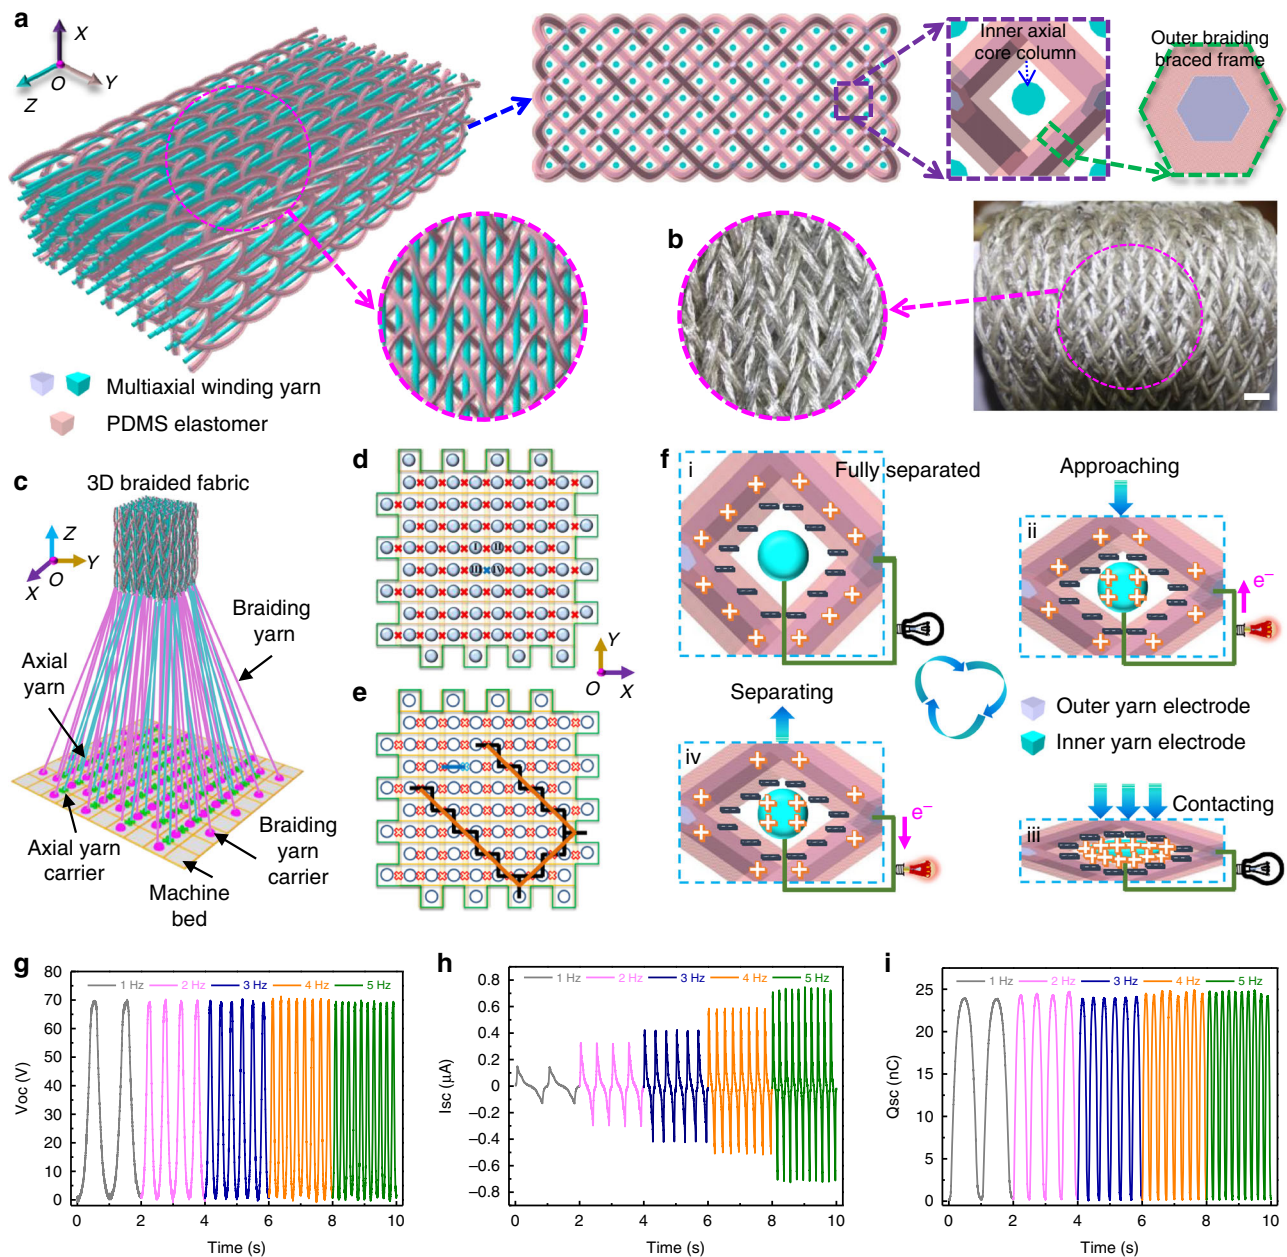 a
X
Y
Z
O
Inner axial
core column
Outer braiding
braced frame
b
Multiaxial winding yarn
PDMS elastomer
c
3D braided fabric
Z
Y
X
O
Braiding
yarn
Axial
yarn
Axial yarn
carrier
Braiding
yarn
carrier
Machine
bed
d
I
II
III
IV
Y
O
X
e
f
i
Fully separated
Approaching
ii
e−
Separating
Outer yarn electrode
Inner yarn electrode
iv
e−
Contacting
iii
g
80
70
60
50
40
30
20
10
0
Voc (V)
1 Hz
2 Hz
3 Hz
4 Hz
5 Hz
0
2
4
6
8
10
Time (s)
h
0.8
0.6
0.4
0.2
0
−0.2
−0.4
−0.6
−0.8
Isc (μA)
1 Hz
2 Hz
3 Hz
4 Hz
5 Hz
0
2
4
6
8
10
Time (s)
i
25
20
15
10
5
0
Qsc (nC)
1 Hz
2 Hz
3 Hz
4 Hz
5 Hz
0
2
4
6
8
10
Time (s)